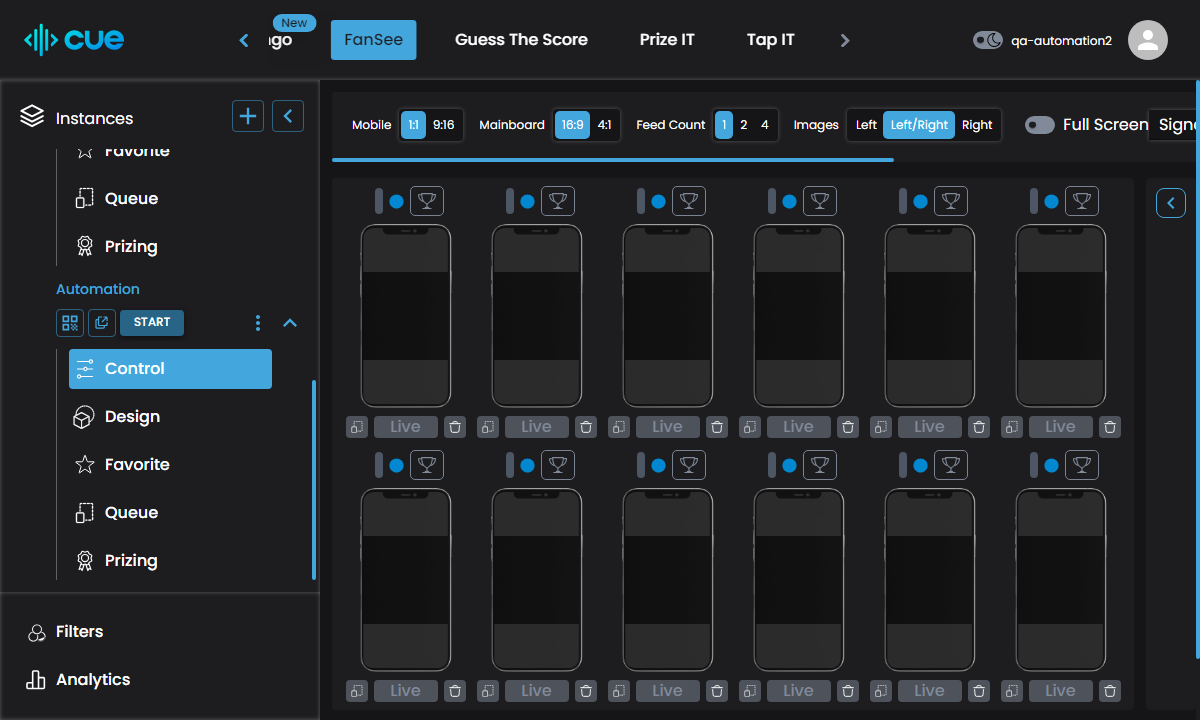 cue
New
ngo
FanSee
Guess The Score
Prize IT
Tap IT
qa-automation2
Instances
Favorite
Queue
Prizing
Automation
START
Control
Design
Favorite
Queue
Prizing
Filters
Analytics
Mobile 1:1 9:16 Mainboard 16:9 4:1 Feed Count 1 2 4 Images Left Left/Right Right Full Screen
Live Live Live Live Live Live
Live Live Live Live Live Live